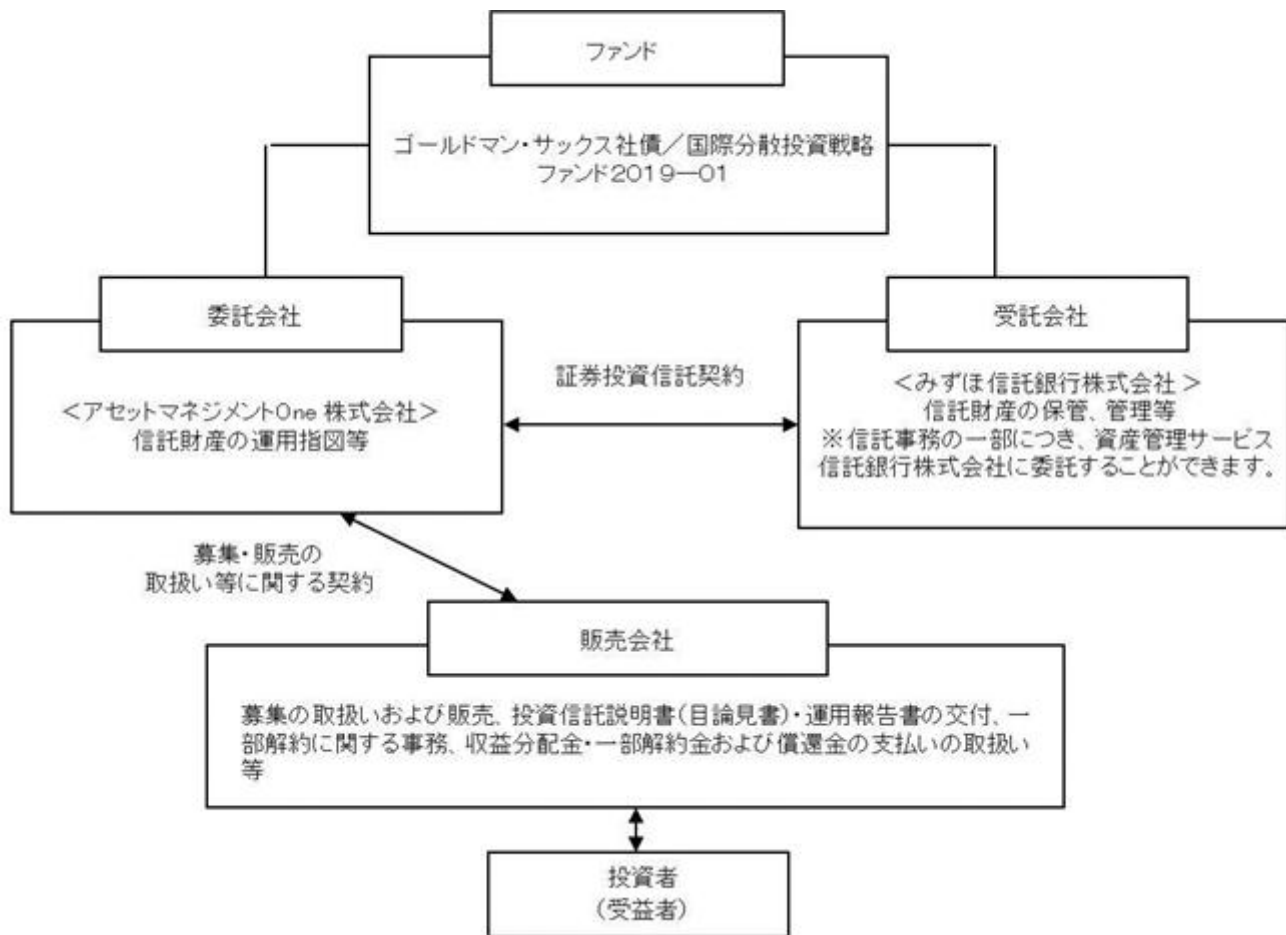 ファンド
ゴールドマン・サックス社債／国際分散投資戦略
ファンド２０１９―０１
委託会社
＜アセットマネジメントOne 株式会社＞
信託財産の運用指図等
証券投資信託契約
受託会社
＜みずほ信託銀行株式会社＞
信託財産の保管、管理等
※信託事務の一部につき、資産管理サービス
信託銀行株式会社に委託することができます。
募集・販売の
取扱い等に関する契約
販売会社
募集の取扱いおよび販売、投資信託説明書(目論見書)・運用報告書の交付、一
部解約に関する事務、収益分配金・一部解約金および償還金の支払いの取扱い
等
投資者
(受益者)